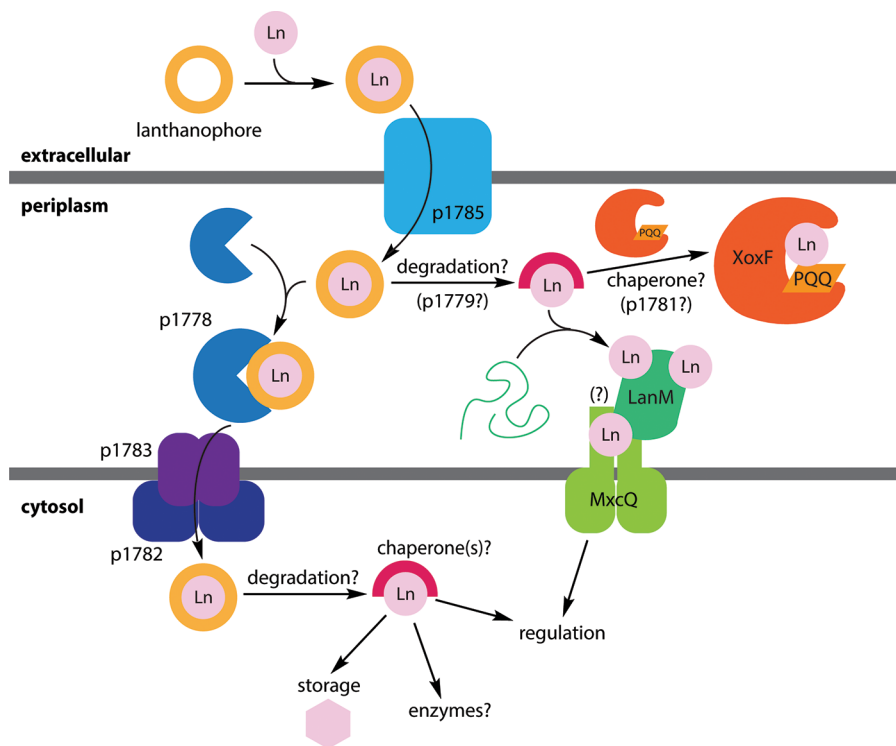 Ln
Ln
lanthanophore
extracellular
periplasm
p1785
PQQ
Ln
XoxF
PQQ
degradation?
(p1779?)
Ln
Ln
chaperone?
(p1781?)
p1778
Ln
Ln
Ln
(?)
LanM
Ln
p1783
cytosol
MxcQ
p1782
chaperone(s)?
degradation?
Ln
Ln
regulation
storage
enzymes?